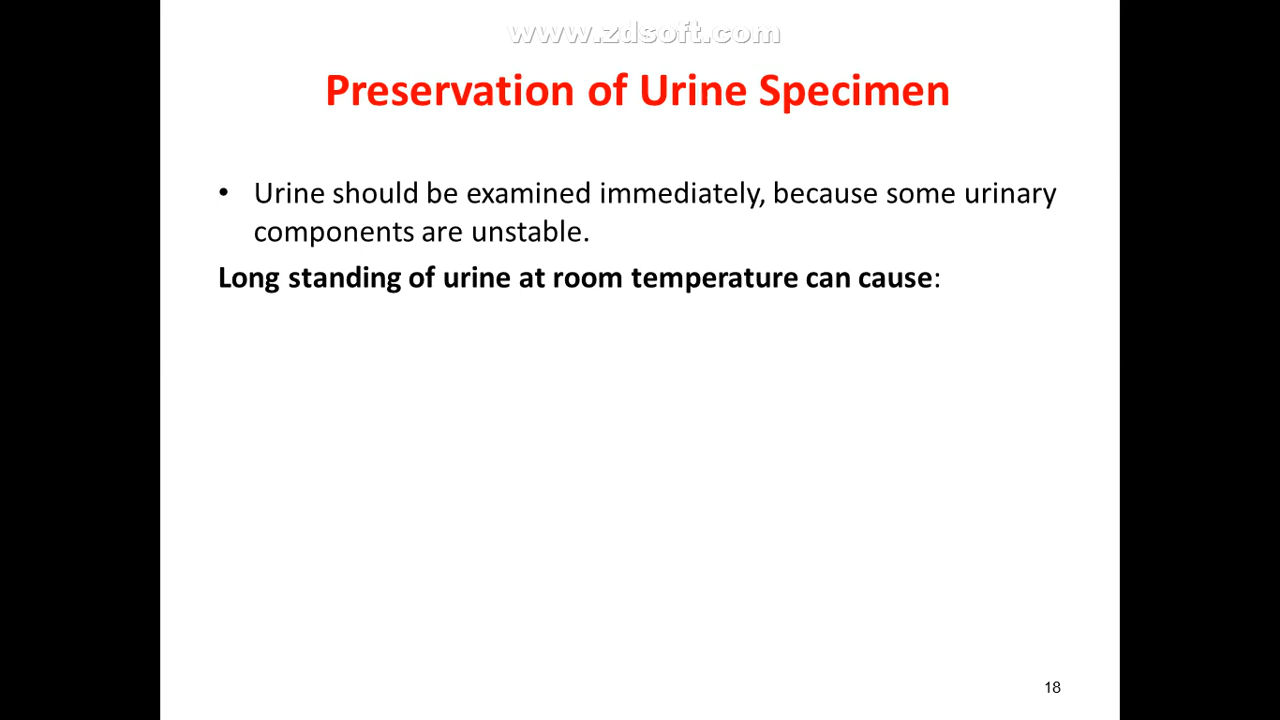 www.zdsoft.com
Preservation of Urine Specimen
• Urine should be examined immediately, because some urinary
components are unstable.
Long standing of urine at room temperature can cause:
18